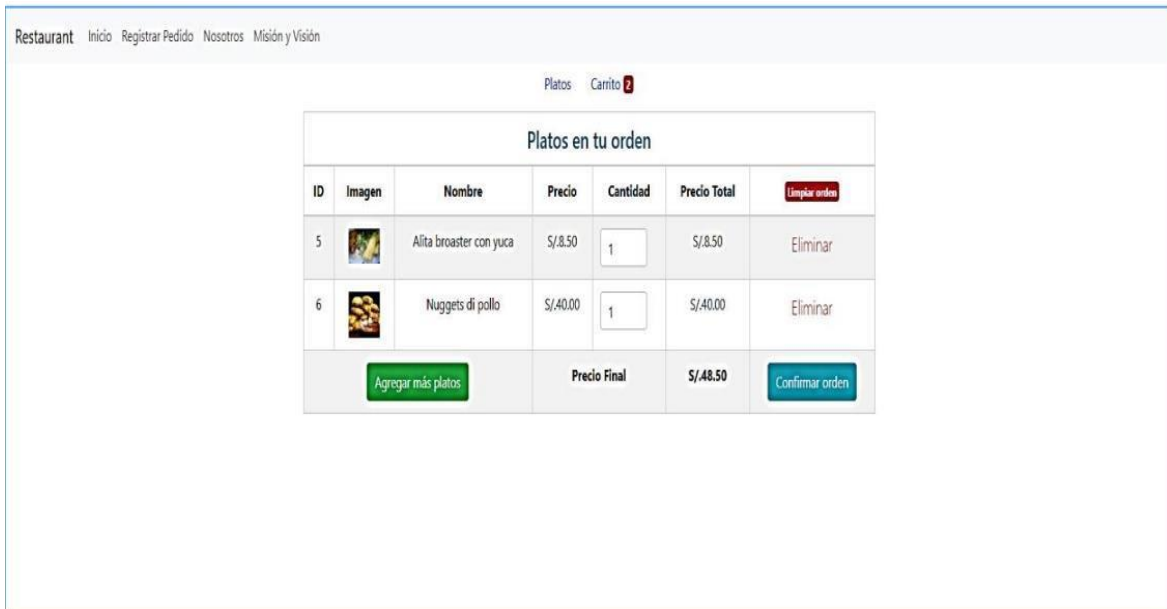 Restaurant Inicio Registrar Pedido Nosotros Misión y Visión
Platos Carrito 2
Platos en tu orden
ID Imagen Nombre Precio Cantidad Precio Total Limpiar orden
5 Alita broaster con yuca S/.8.50 1 S/.8.50 Eliminar
6 Nuggets di pollo S/.40.00 1 S/.40.00 Eliminar
Agregar más platos Precio Final S/.48.50 Confirmar orden